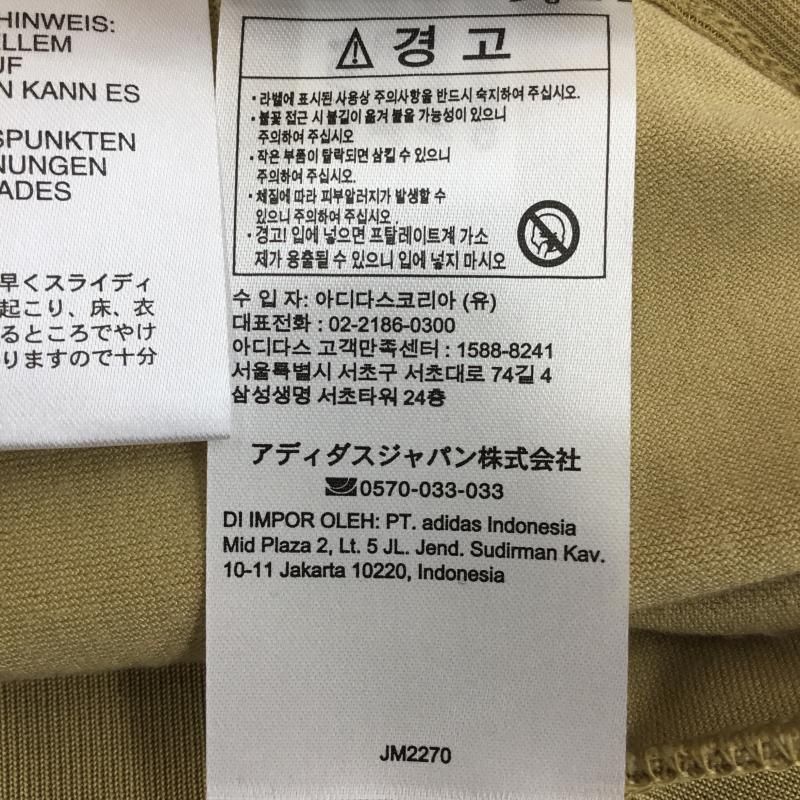 HINWEIS:
ELLEM
UF
N KANN ES
SPUNKTEN
NUNGEN
ADES
早くスライディ
起こり、床、衣
るところでやけ
りますので十分
경 고
• 라벨에 표시된 사용상 주의사항을 반드시 숙지하여 주십시오.
• 불꽃 접근 시 불길이 옮겨 붙을 가능성이 있으니
주의하여 주십시오
• 작은 부품이 탈락되면 삼킬 수 있으니
주의하여 주십시오.
• 체질에 따라 피부알러지가 발생할 수
있으니 주의하여 주십시오.
• 경고! 입에 넣으면 프탈레이트계 가소
제가 용출될 수 있으니 입에 넣지 마시오
수 입 자: 아디다스코리아 (유)
대표전화 : 02-2186-0300
아디다스 고객만족센터 : 1588-8241
서울특별시 서초구 서초대로 74길 4
삼성생명 서초타워 24층
アディダスジャパン株式会社
0570-033-033
DI IMPOR OLEH: PT. adidas Indonesia
Mid Plaza 2, Lt. 5 JL. Jend. Sudirman Kav.
10-11 Jakarta 10220, Indonesia
JM2270